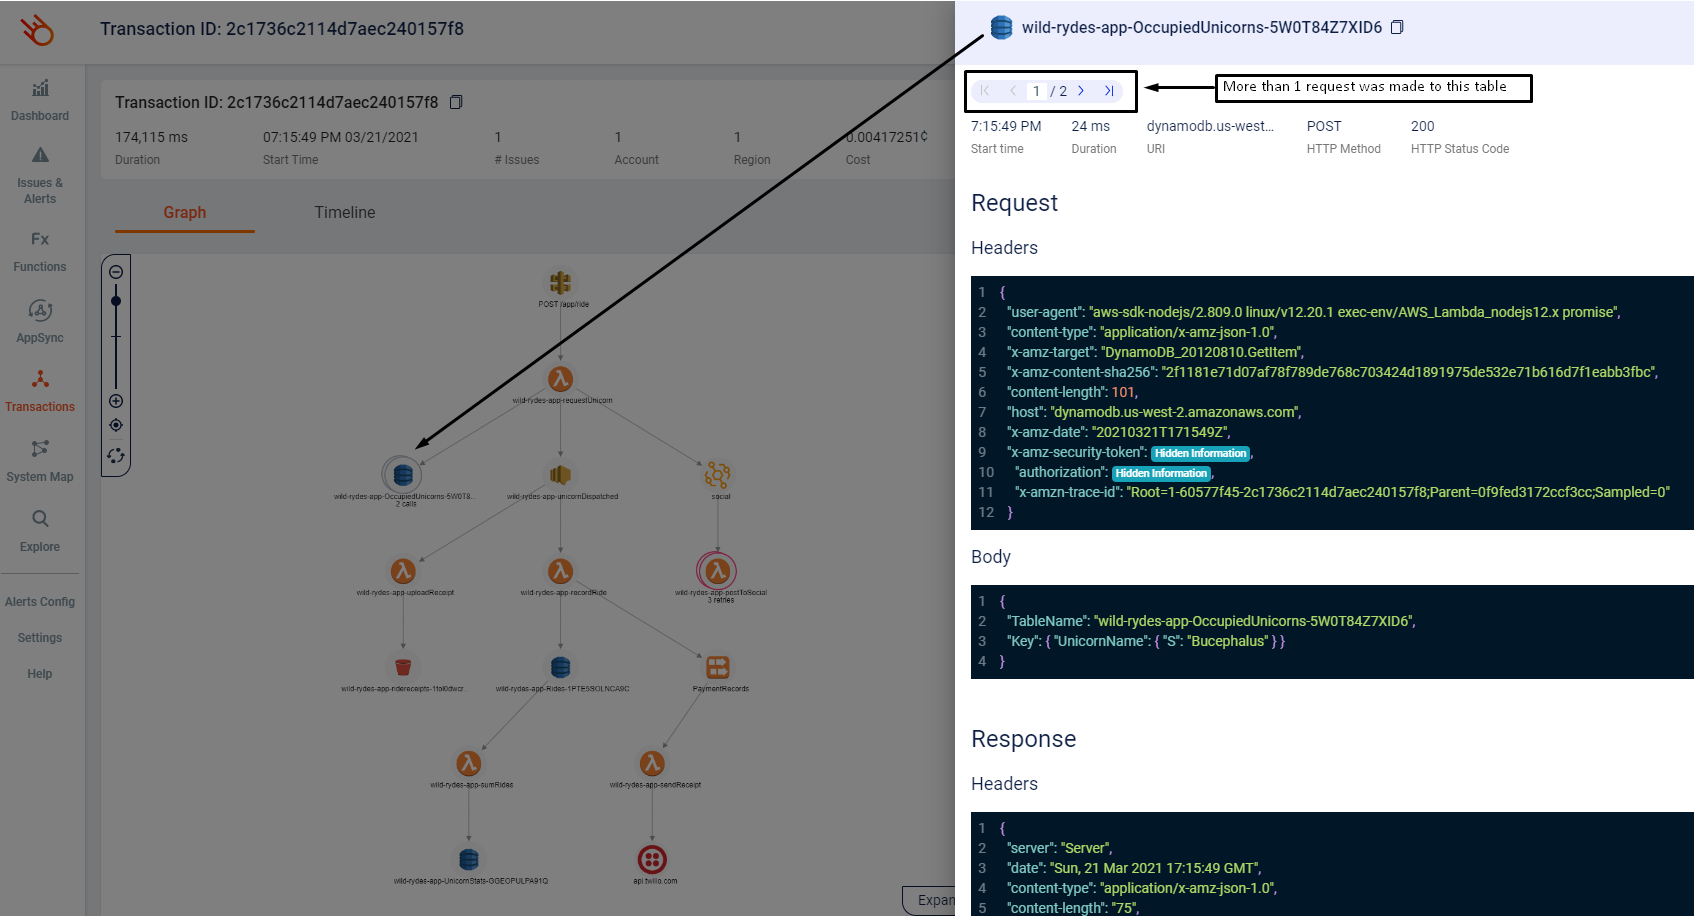 Transaction ID: 2c1736c2114d7aec240157f8
Dashboard
Issues &
Alerts
Fx
Functions
AppSync
Transactions
System Map
Explore
Alerts Config
Settings
Help
Transaction ID: 2c1736c2114d7aec240157f8
174,115 ms
Duration
07:15:49 PM 03/21/2021
Start Time
1
# Issues
1
Account
1
Region
0.00417251¢
Cost
Graph
Timeline
POST /app/ride
wild-rydes-app-requestUnicorn
wild-rydes-app-OccupiedUnicorns-5W0T8...
2 calls
wild-rydes-app-unicornDispatched
social
wild-rydes-app-uploadReceipt
wild-rydes-app-recordRide
wild-rydes-app-postToSocial
3 retries
wild-rydes-app-ridereceipts-1tol0dwcr...
wild-rydes-app-Rides-1PTE5SOLNCA9C
PaymentRecords
wild-rydes-app-sumRides
wild-rydes-app-sendReceipt
wild-rydes-app-UnicornStats-GGEOPULPA91Q
api.twilio.com
Expan
wild-rydes-app-OccupiedUnicorns-5W0T84Z7XID6
1 / 2
More than 1 request was made to this table
7:15:49 PM
Start time
24 ms
Duration
dynamodb.us-west...
URI
POST
HTTP Method
200
HTTP Status Code
Request
Headers
1 {
2 "user-agent": "aws-sdk-nodejs/2.809.0 linux/v12.20.1 exec-env/AWS_Lambda_nodejs12.x promise",
3 "content-type": "application/x-amz-json-1.0",
4 "x-amz-target": "DynamoDB_20120810.GetItem",
5 "x-amz-content-sha256": "2f1181e71d07af78f789de768c703424d1891975de532e71b616d7f1eabb3fbc",
6 "content-length": 101,
7 "host": "dynamodb.us-west-2.amazonaws.com",
8 "x-amz-date": "20210321T171549Z",
9 "x-amz-security-token": Hidden Information,
10 "authorization": Hidden Information,
11 "x-amzn-trace-id": "Root=1-60577f45-2c1736c2114d7aec240157f8;Parent=0f9fed3172ccf3cc;Sampled=0"
12 }
Body
1 {
2 "TableName": "wild-rydes-app-OccupiedUnicorns-5W0T84Z7XID6",
3 "Key": { "UnicornName": { "S": "Bucephalus" } }
4 }
Response
Headers
1 {
2 "server": "Server",
3 "date": "Sun, 21 Mar 2021 17:15:49 GMT",
4 "content-type": "application/x-amz-json-1.0",
5 "content-length": "75",